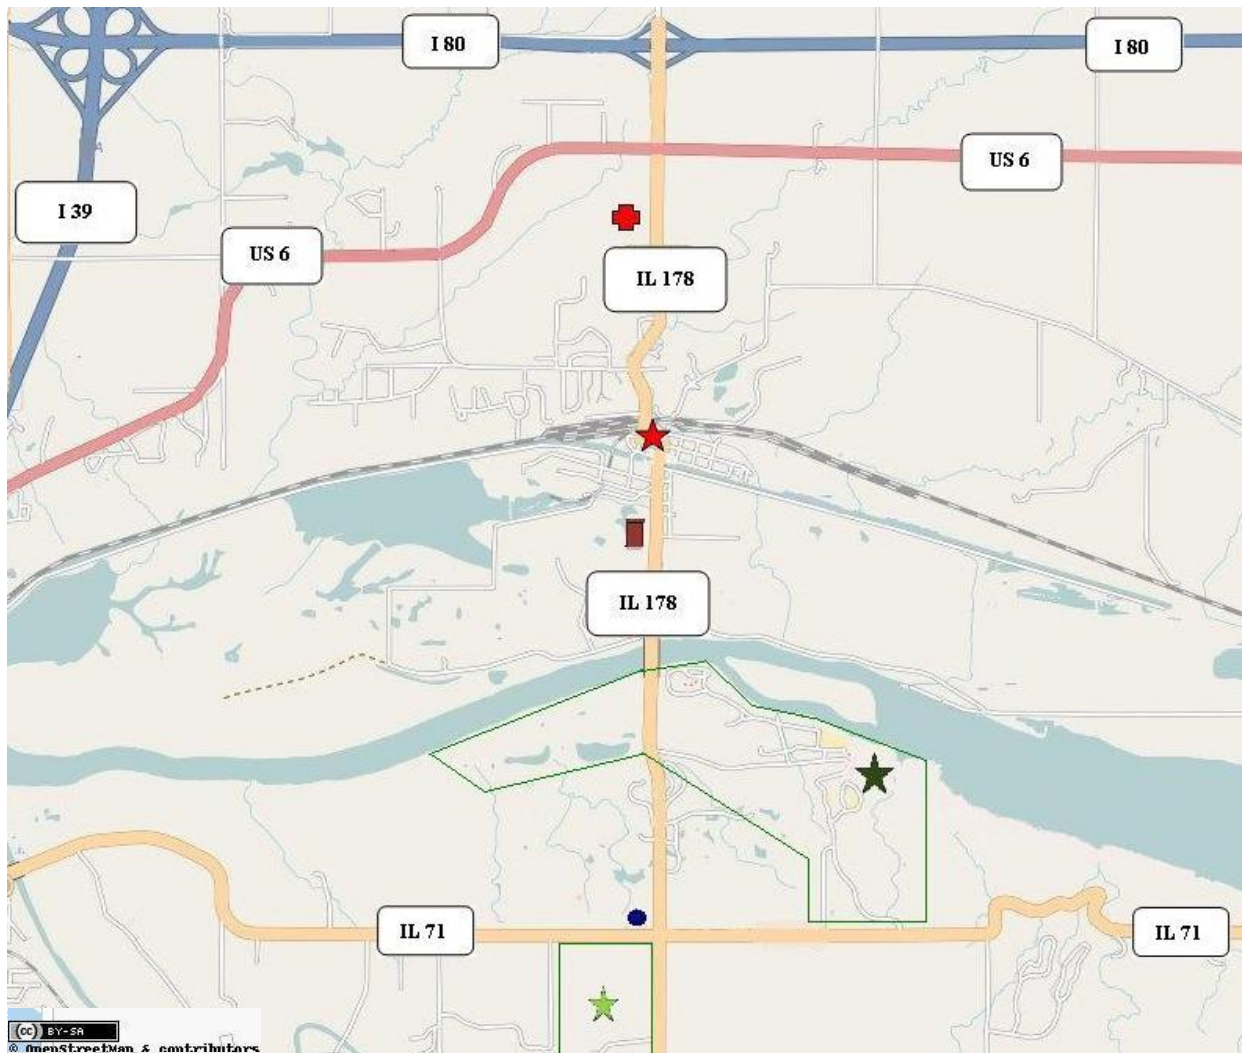 I 80
I 80
US 6
I 39
US 6
IL 178
IL 178
IL 71
IL 71
(cc) BY-SA
© OpenStreetMap & contributors